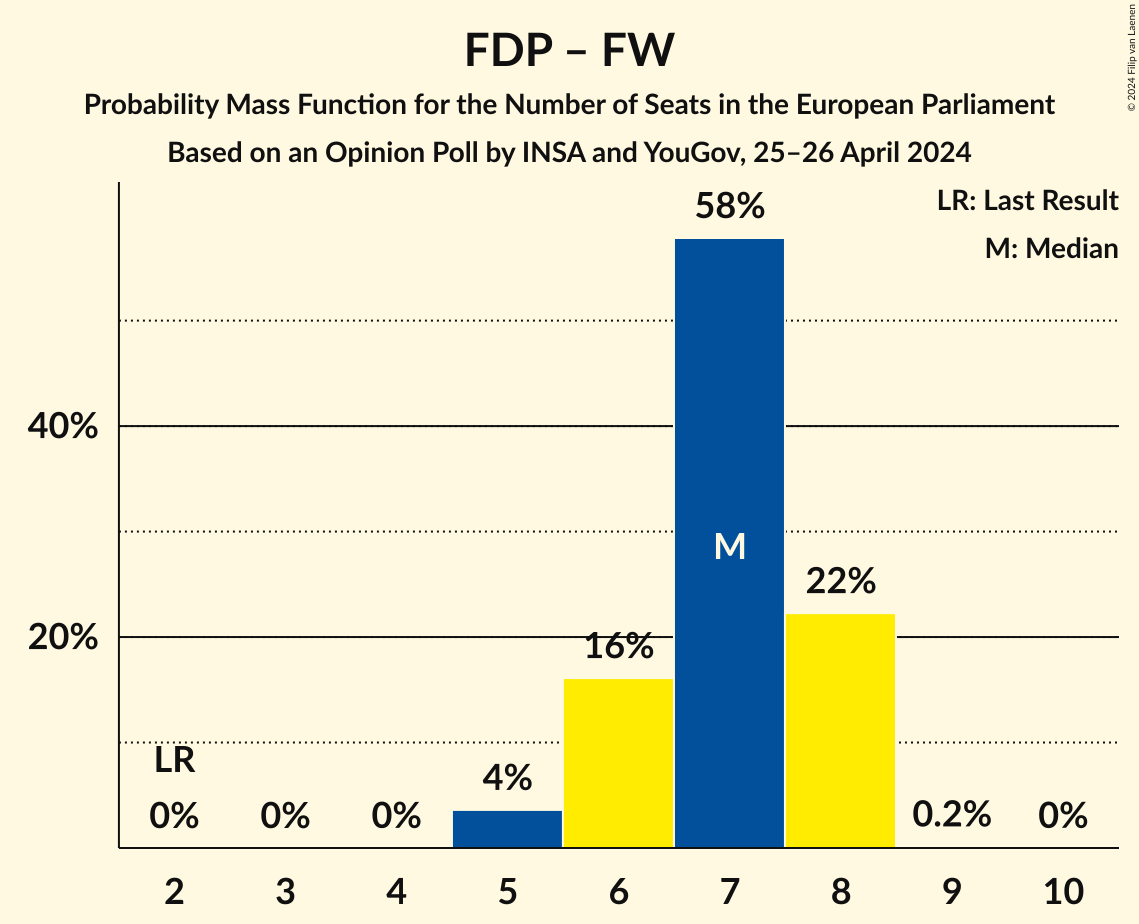 FDP – FW
Probability Mass Function for the Number of Seats in the European Parliament
Based on an Opinion Poll by INSA and YouGov, 25–26 April 2024
© 2024 Filip van Laenen
LR: Last Result
M: Median
58%
40%
M
22%
20%
16%
LR
4%
0%
0%
0%
0.2%
0%
2 3 4 5 6 7 8 9 10